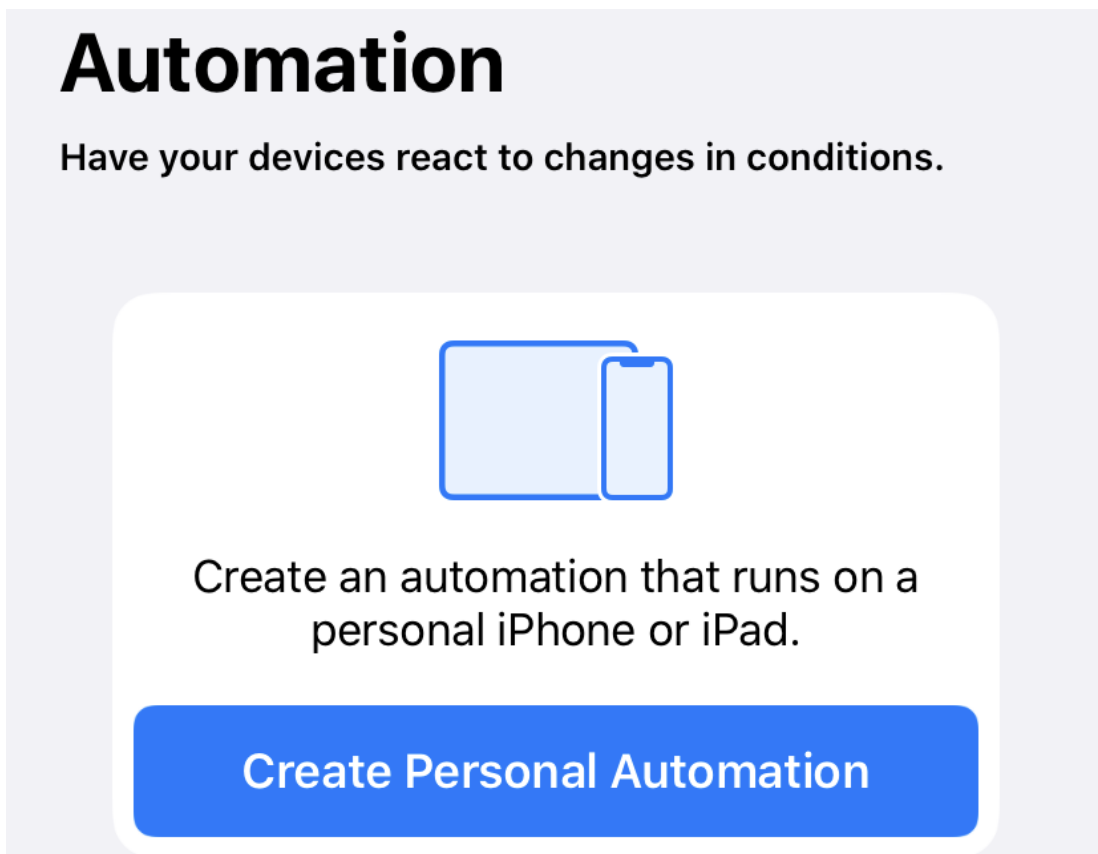 Automation
Have your devices react to changes in conditions.
Create an automation that runs on a
personal iPhone or iPad.
Create Personal Automation